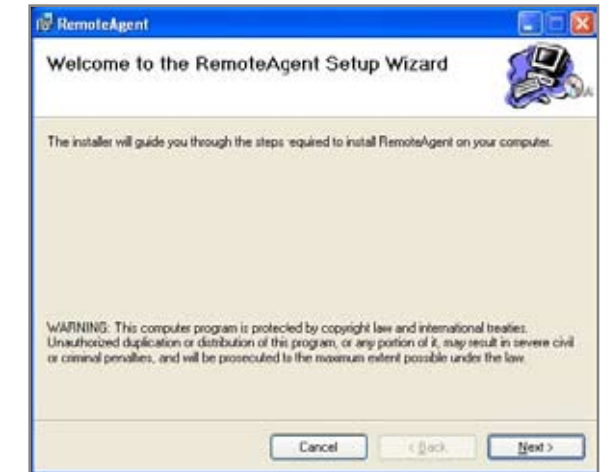 RemoteAgent
Welcome to the RemoteAgent Setup Wizard
The installer will guide you through the steps required to install RemoteAgent on your computer.
WARNING: This computer program is protected by copyright law and international treaties.
Unauthorized duplication or distribution of this program, or any portion of it, may result in severe civil
or criminal penalties, and will be prosecuted to the maximum extent possible under the law.
Cancel
< Back
Next >